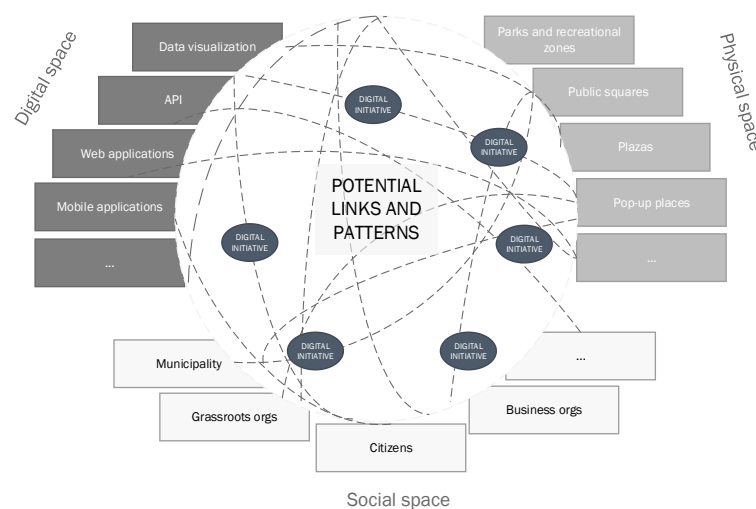 Digital space
Data visualization
API
Web applications
Mobile applications
...
Physical space
Parks and recreational
zones
Public squares
Plazas
Pop-up places
...
DIGITAL
INITIATIVE
DIGITAL
INITIATIVE
POTENTIAL
LINKS AND
PATTERNS
DIGITAL
INITIATIVE
DIGITAL
INITIATIVE
DIGITAL
INITIATIVE
DIGITAL
INITIATIVE
Municipality
Grassroots orgs
Citizens
Business orgs
...
Social space